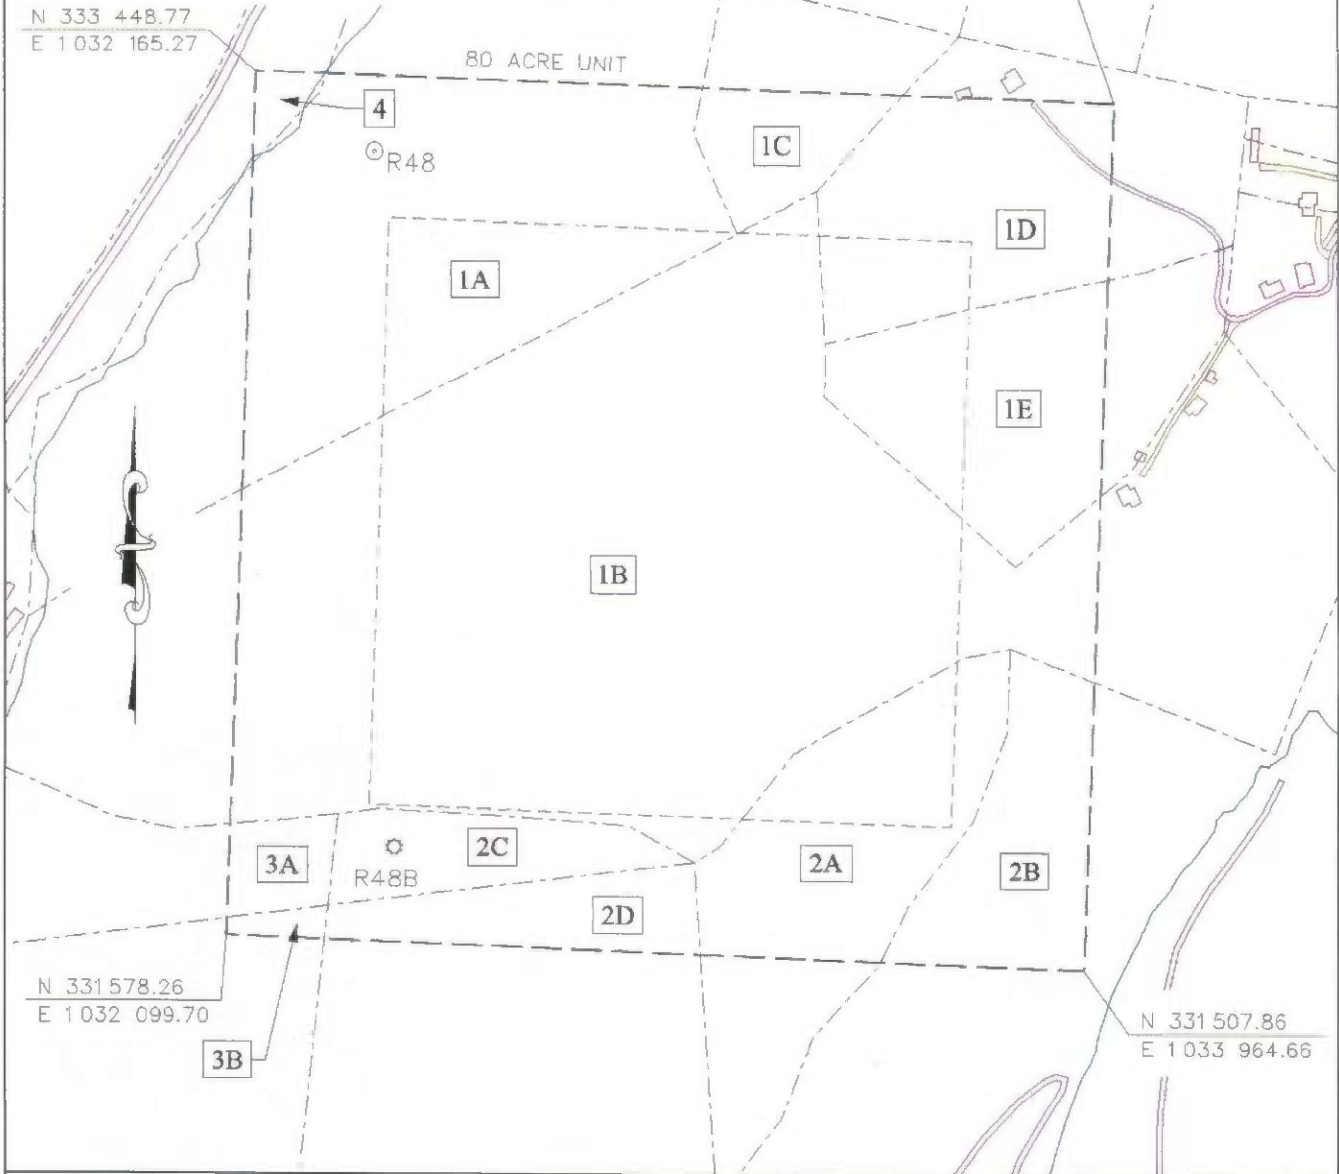 N 333 448.77
E 1 032 165.27
80 ACRE UNIT
4
R48
1C
1D
1A
1E
1B
3A
2C
2A
2B
R48B
2D
N 331 578.26
E 1 032 099.70
3B
N 331 507.86
E 1 033 964.66